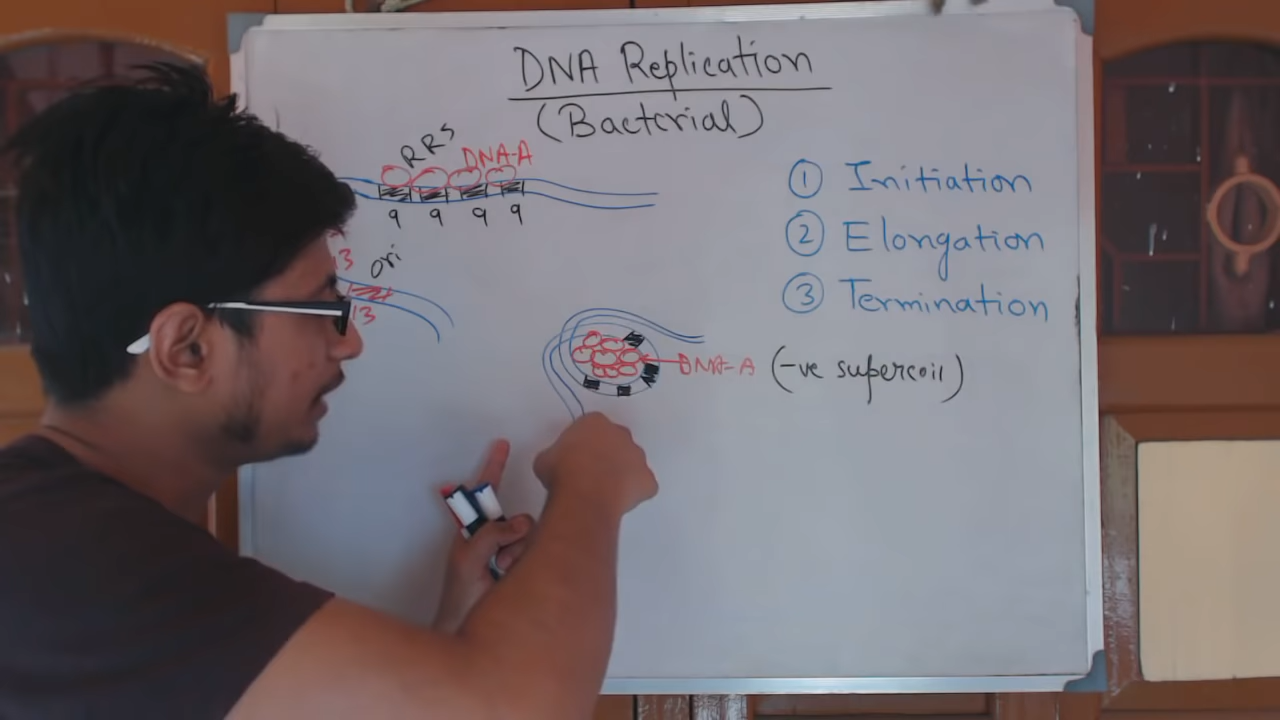 DNA Replication
(Bacterial)
RRS
DNA-A
9 9 9 9
13
ori
13
① Initiation
② Elongation
③ Termination
DNA-A (-ve supercoil)